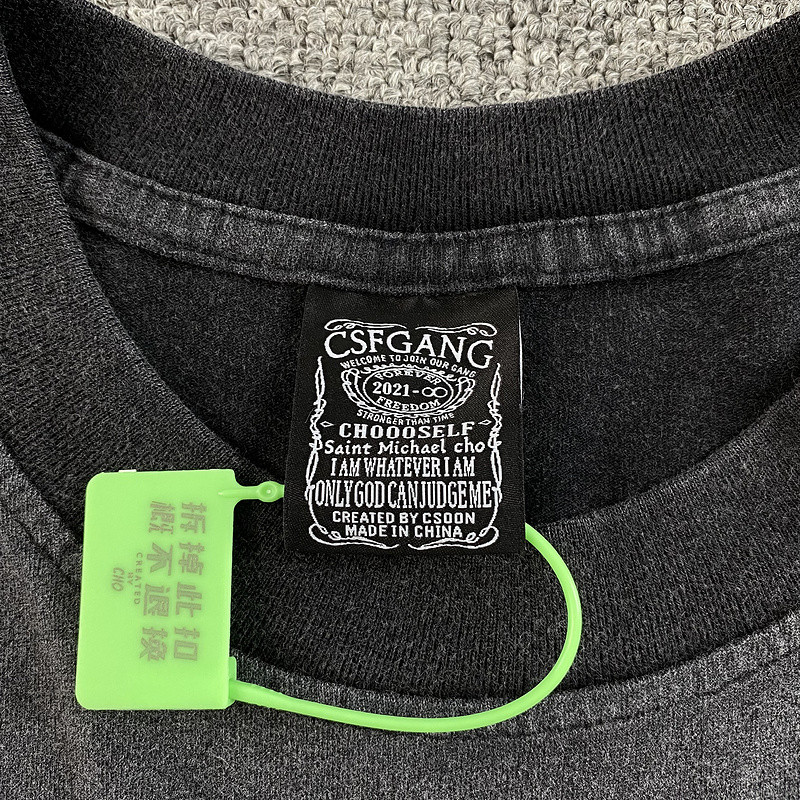 CSFGANG
WELCOME TO JOIN OUR GANG
FOREVER
2021-∞
FREEDOM
STRONGER THAN TIME
CHOOOSELF
Saint Michael cho
I AM WHATEVER I AM
ONLY GOD CAN JUDGE ME
CREATED BY CSOON
MADE IN CHINA
拆掉此扣
概不退换
CREATED
BY
CHO